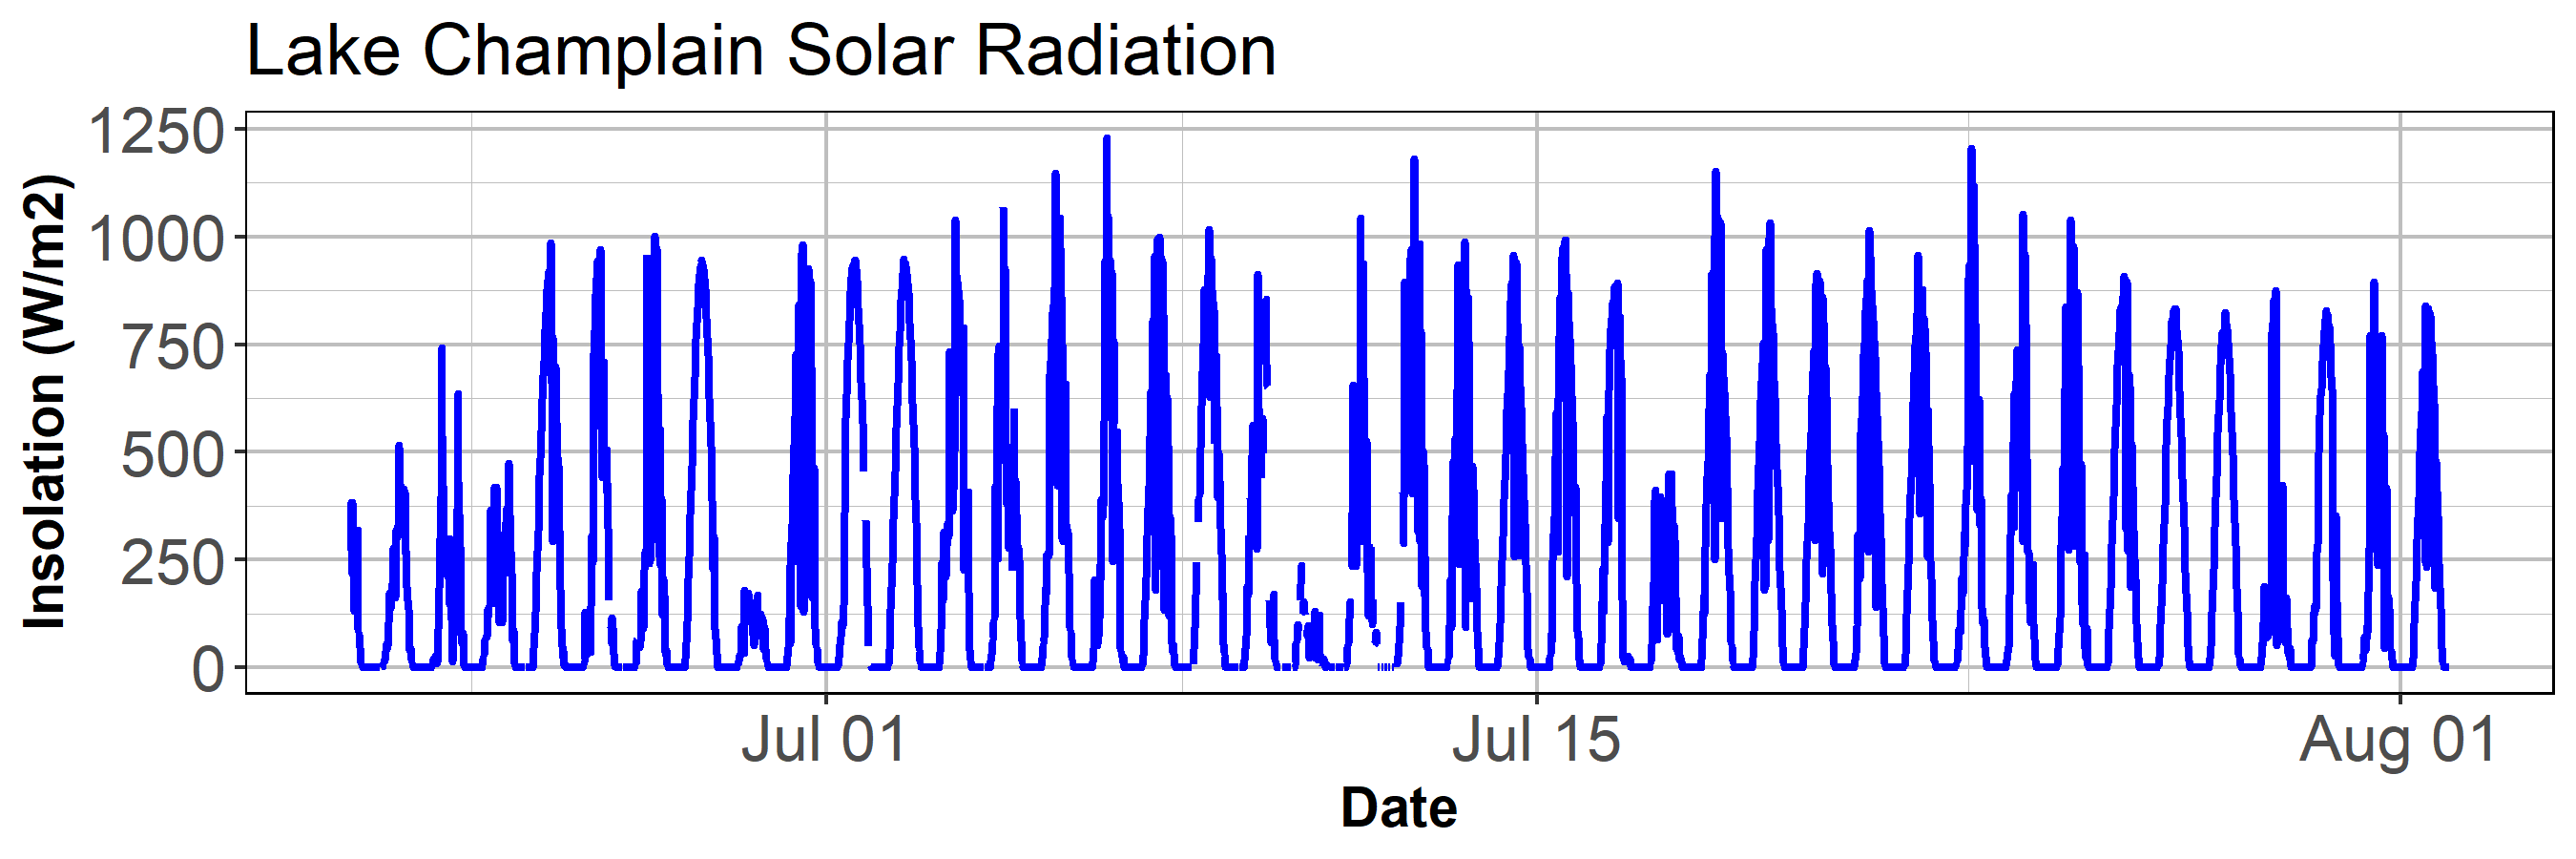 Lake Champlain Solar Radiation
Insolation (W/m2)
1250
1000
750
500
250
0
Jul 01
Jul 15
Aug 01
Date